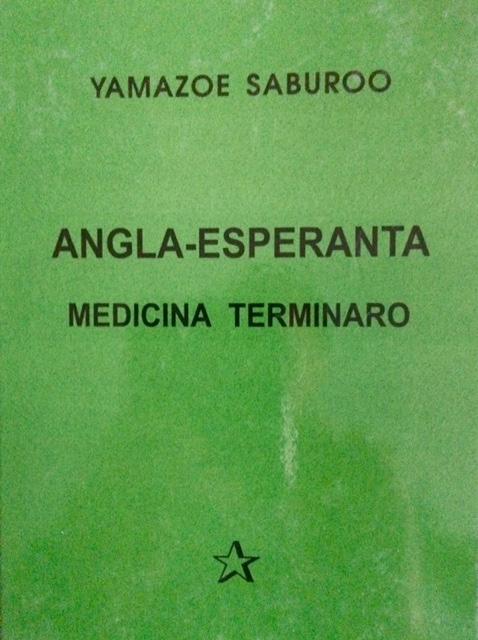 YAMAZOE SABUROO
ANGLA-ESPERANTA
MEDICINA TERMINARO